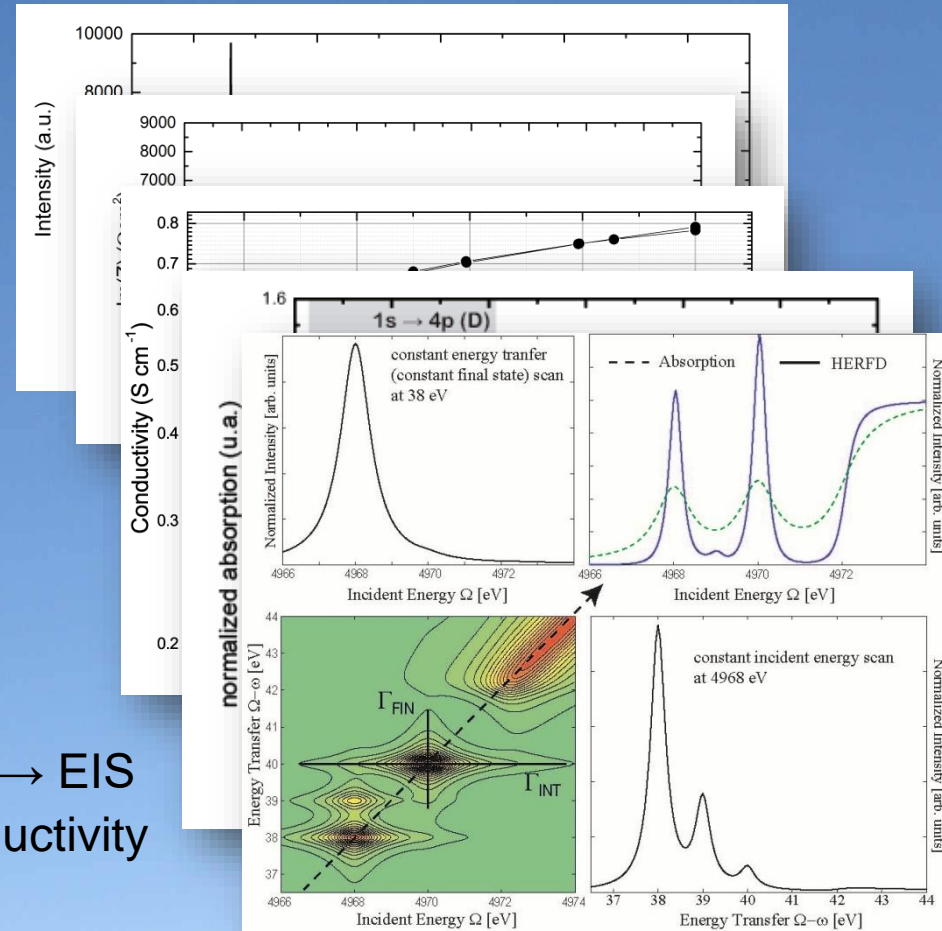 10000
8000
Intensity (a.u.)
9000
8000
7000
0.8
0.7
0.6
0.5
0.4
0.3
0.2
Conductivity (S cm⁻¹)
1.6
1s → 4p (D)
normalized absorption (u.a.)
constant energy tranfer
(constant final state) scan
at 38 eV
Normalized Intensity [arb. units]
4966 4968 4970 4972
Incident Energy Ω [eV]
Absorption HERFD
Normalized Intensity [arb. units]
4966 4968 4970 4972
Incident Energy Ω [eV]
44
43
42
41
40
39
38
37
Energy Transfer Ω−ω [eV]
Γ FIN
Γ INT
4966 4968 4970 4972 4974
Incident Energy Ω [eV]
constant incident energy scan
at 4968 eV
Normalized Intensity [arb. units]
37 38 39 40 41 42 43 44
Energy Transfer Ω−ω [eV]
→ EIS
uctivity